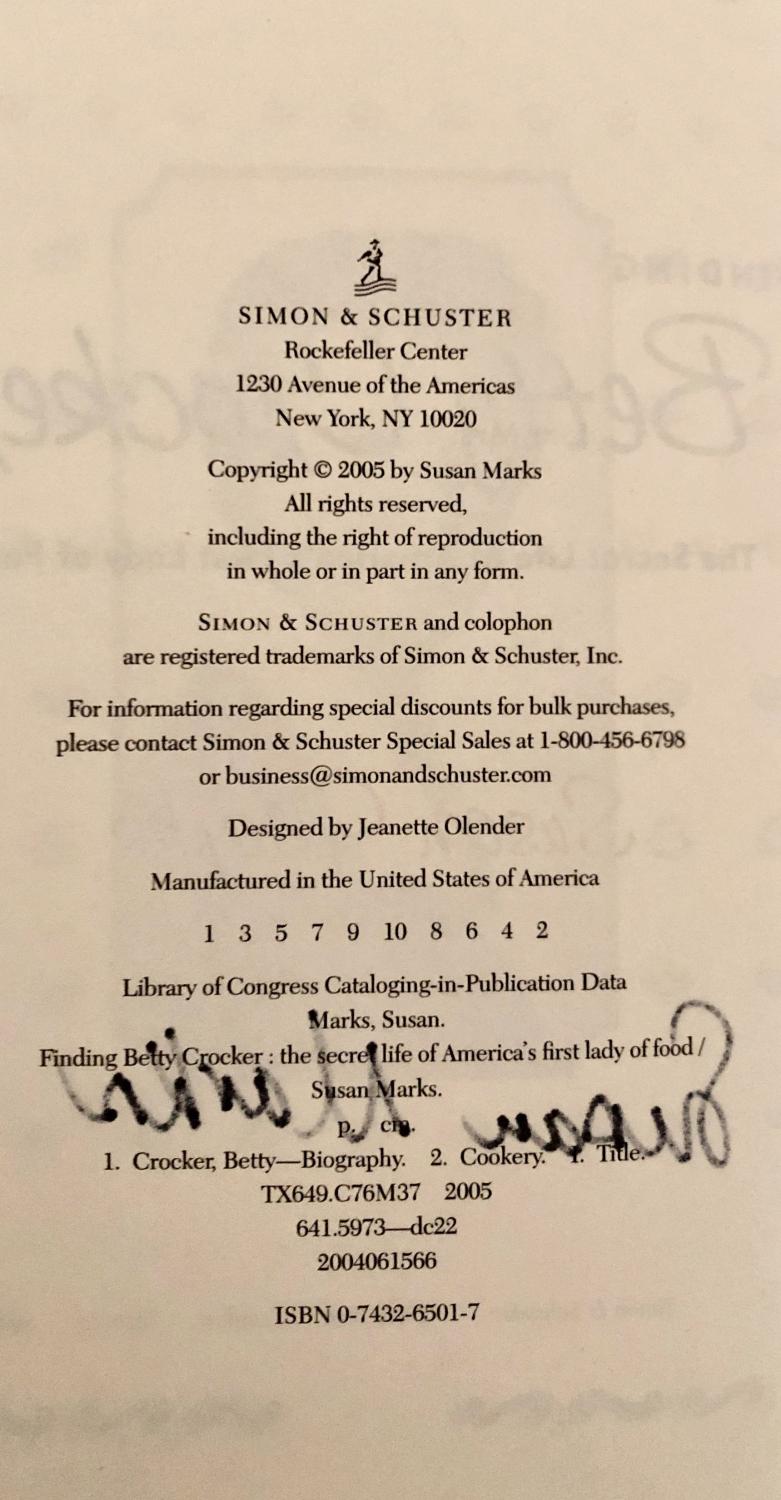 SIMON & SCHUSTER
Rockefeller Center
1230 Avenue of the Americas
New York, NY 10020
Copyright © 2005 by Susan Marks
All rights reserved,
including the right of reproduction
in whole or in part in any form.
SIMON & SCHUSTER and colophon
are registered trademarks of Simon & Schuster, Inc.
For information regarding special discounts for bulk purchases,
please contact Simon & Schuster Special Sales at 1-800-456-6798
or business@simonandschuster.com
Designed by Jeanette Olender
Manufactured in the United States of America
1 3 5 7 9 10 8 6 4 2
Library of Congress Cataloging-in-Publication Data
Marks, Susan.
Finding Betty Crocker : the secret life of America's first lady of food /
Susan Marks.
p. cm.
1. Crocker, Betty—Biography. 2. Cookery. I. Title.
TX649.C76M37 2005
641.5973—dc22
2004061566
ISBN 0-7432-6501-7